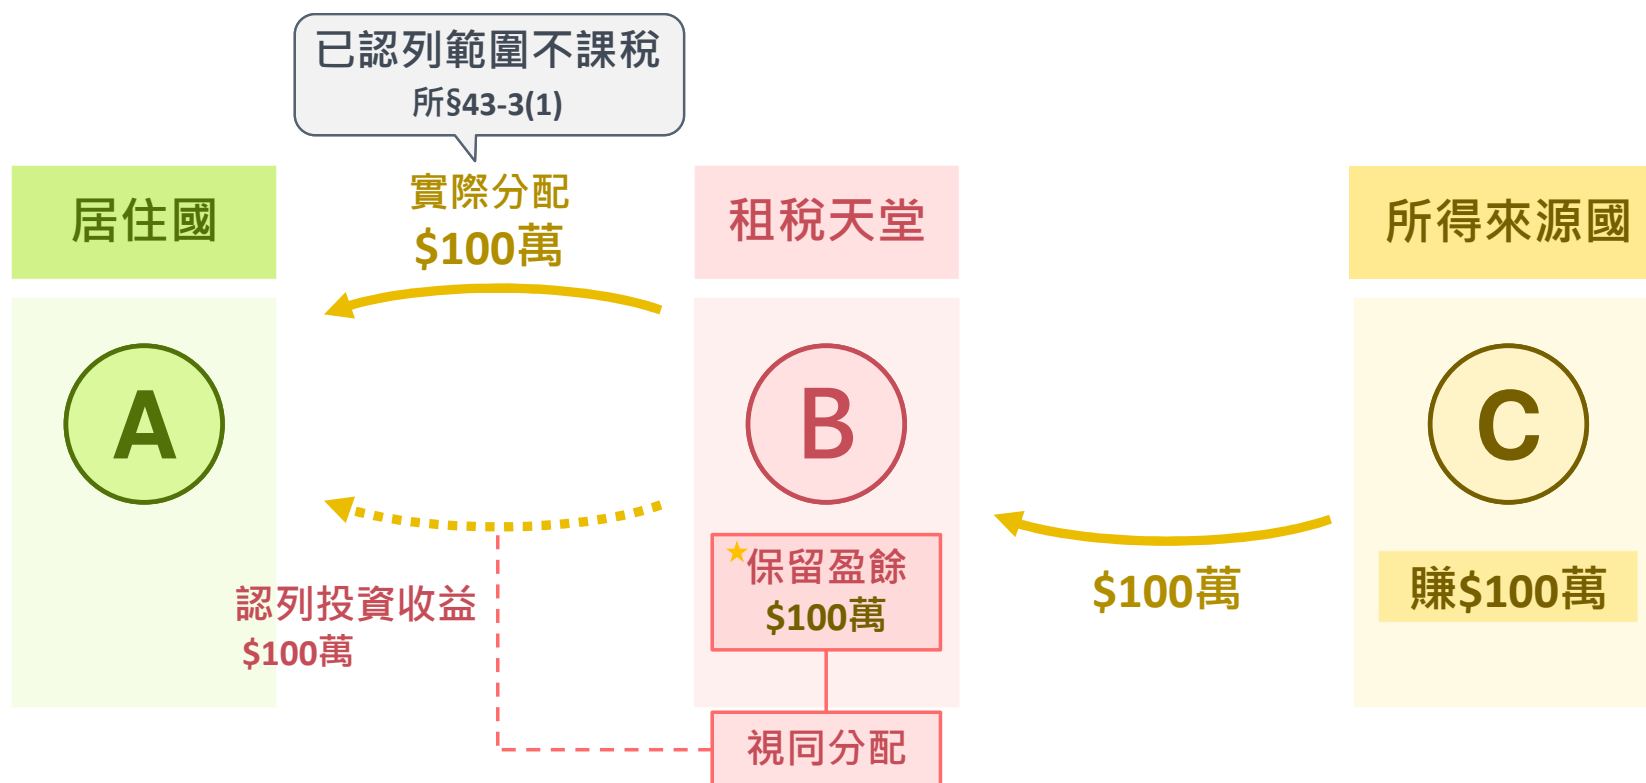 已認列範圍不課稅
所§43-3(1)
居住國
實際分配
$100萬
租稅天堂
所得來源國
A
B
C
認列投資收益
$100萬
保留盈餘
$100萬
$100萬
賺$100萬
視同分配